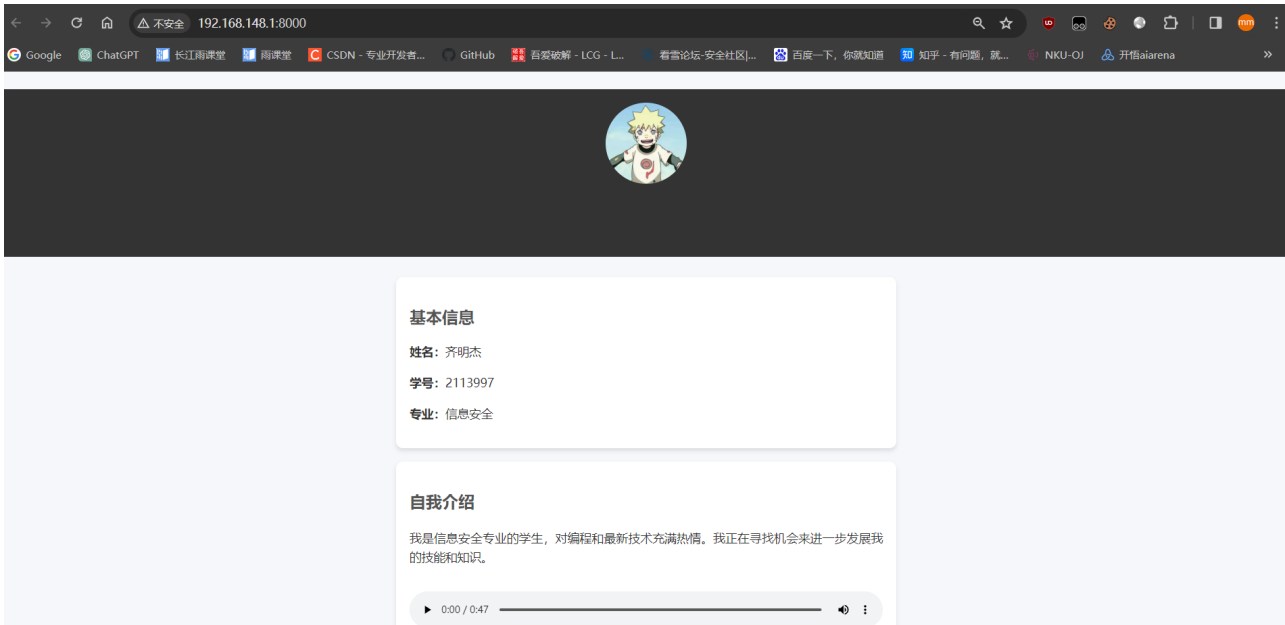 不安全 192.168.148.1:8000
Google ChatGPT 长江雨课堂 雨课堂 CSDN - 专业开发者... GitHub 吾爱破解 - LCG - L... 看雪论坛-安全社区|... 百度一下，你就知道 知乎 - 有问题，就... NKU-OJ 开悟aiarena
基本信息
姓名：齐明杰
学号：2113997
专业：信息安全
自我介绍
我是信息安全专业的学生，对编程和最新技术充满热情。我正在寻找机会来进一步发展我
的技能和知识。
0:00 / 0:47